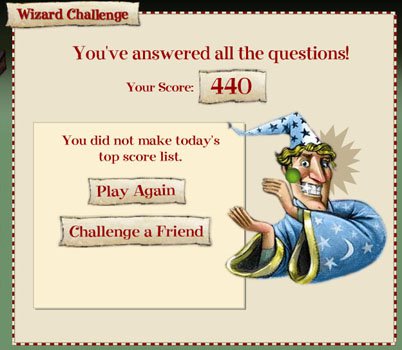 Wizard Challenge
You've answered all the questions!
Your Score: 440
You did not make today's
top score list.
Play Again
Challenge a Friend